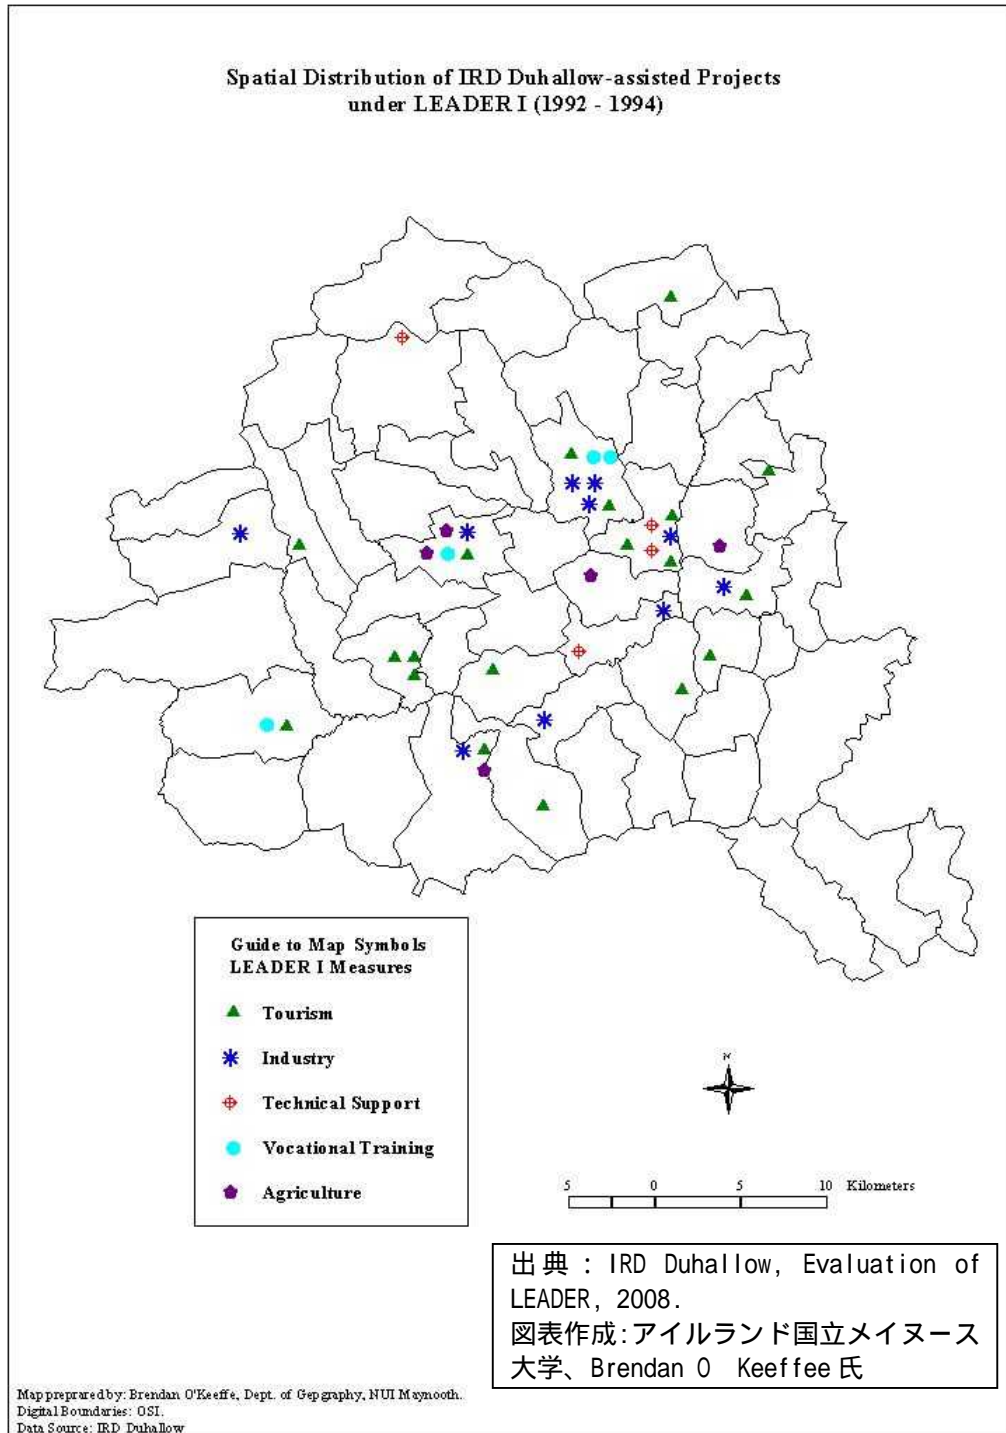 Spatial Distribution of IRD Duhallow-assisted Projects
under LEADER I (1992 - 1994)
Guide to Map Symbols
LEADER I Measures
Tourism
Industry
Technical Support
Vocational Training
Agriculture
N
5 0 5 10 Kilometers
出典：IRD Duhallow, Evaluation of
LEADER, 2008.
図表作成:アイルランド国立メイヌース
大学、Brendan O Keeffee 氏
Map preprared by: Brendan O'Keeffe, Dept. of Gepgraphy, NUI Maynooth.
Digital Boundaries: OSI.
Data Source: IRD Duhallow